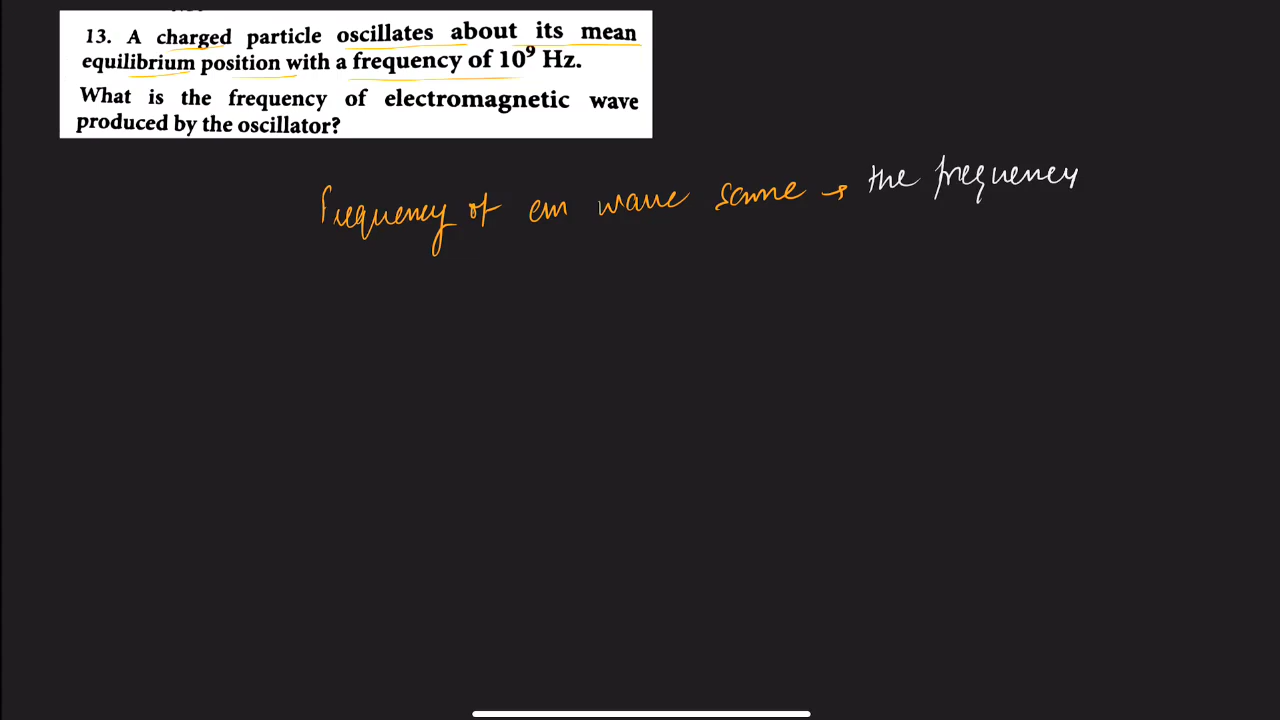 13. A charged particle oscillates about its mean
equilibrium position with a frequency of 10⁹ Hz.
What is the frequency of electromagnetic wave
produced by the oscillator?
frequency of em wave same → the frequency